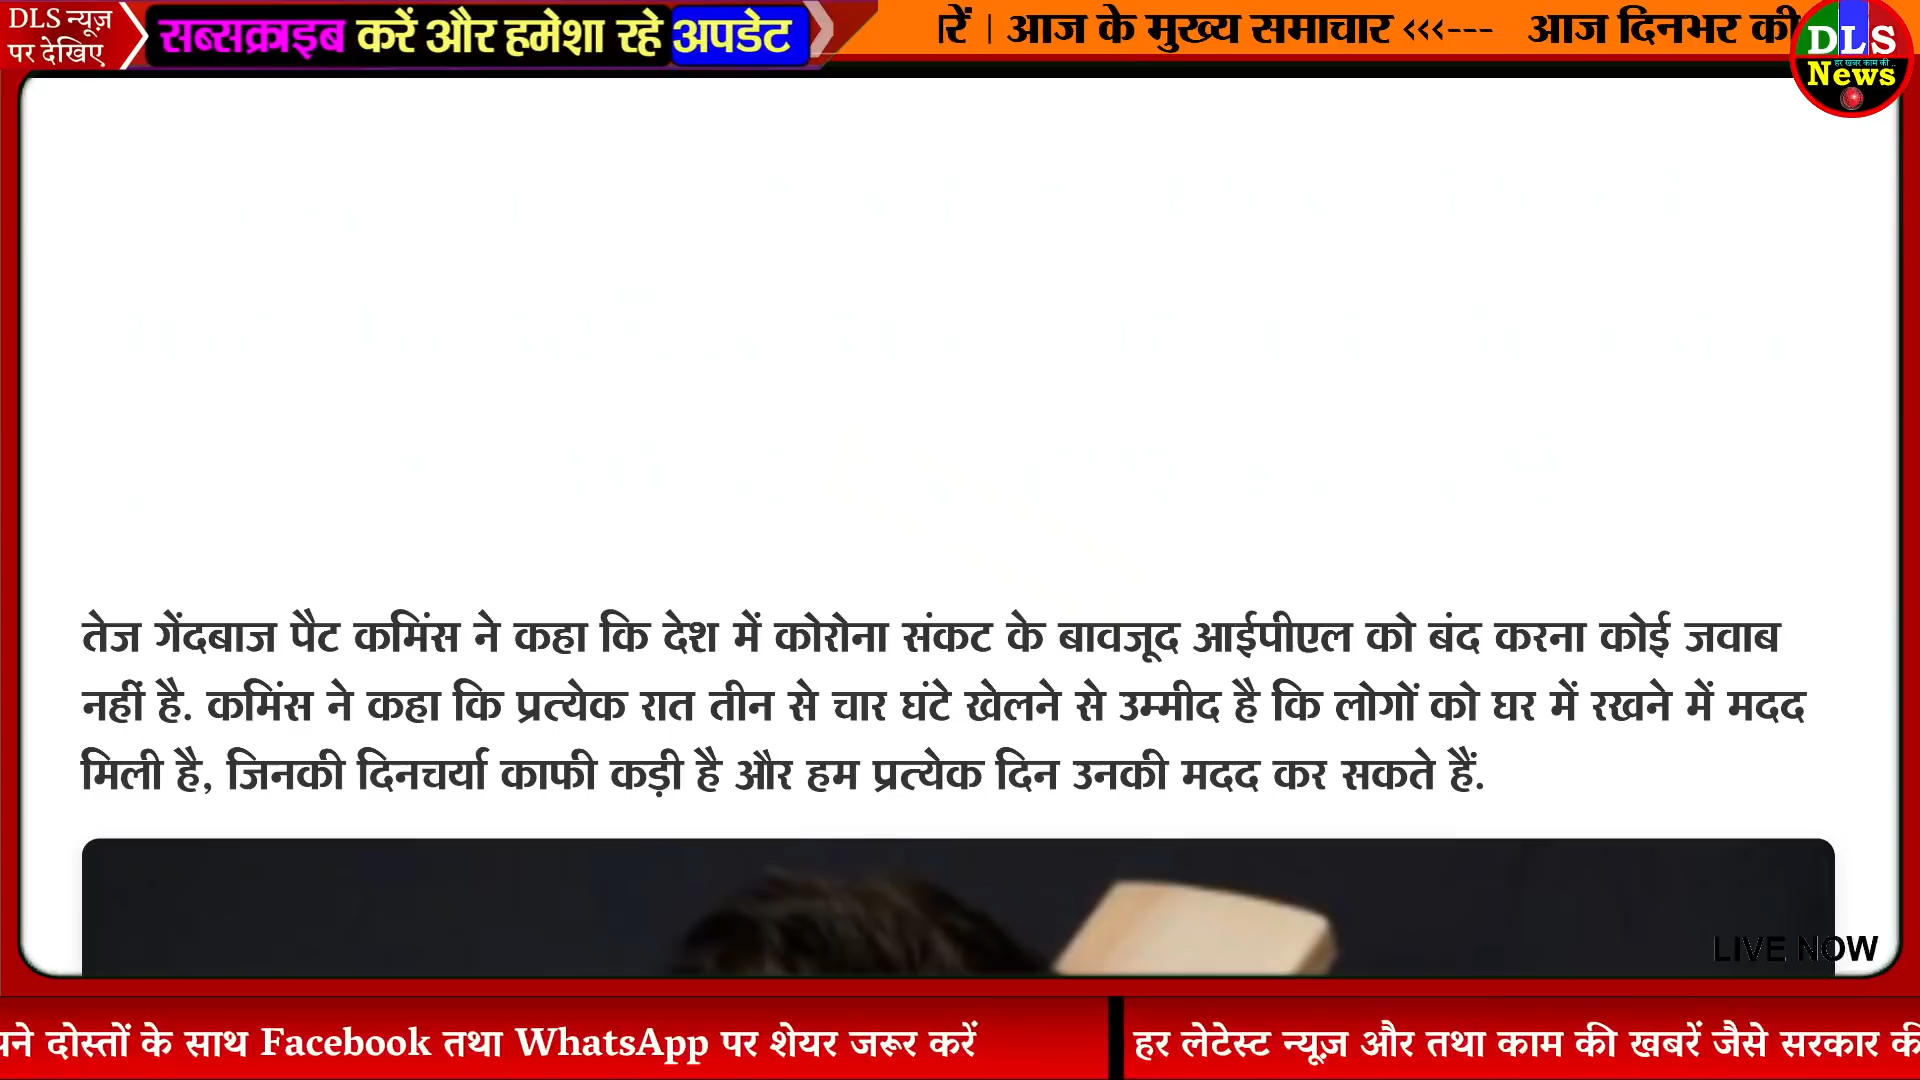 DLS न्यूज़
पर देखिए
सब्सक्राइब करें और हमेशा रहे अपडेट
रें | आज के मुख्य समाचार <<<--- आज दिनभर की
DLS
हर खबर काम की ..
News
तेज गेंदबाज पैट कमिंस ने कहा कि देश में कोरोना संकट के बावजूद आईपीएल को बंद करना कोई जवाब
नहीं है. कमिंस ने कहा कि प्रत्येक रात तीन से चार घंटे खेलने से उम्मीद है कि लोगों को घर में रखने में मदद
मिली है, जिनकी दिनचर्या काफी कड़ी है और हम प्रत्येक दिन उनकी मदद कर सकते हैं.
LIVE NOW
पने दोस्तों के साथ Facebook तथा WhatsApp पर शेयर जरूर करें
हर लेटेस्ट न्यूज़ और तथा काम की खबरें जैसे सरकार की